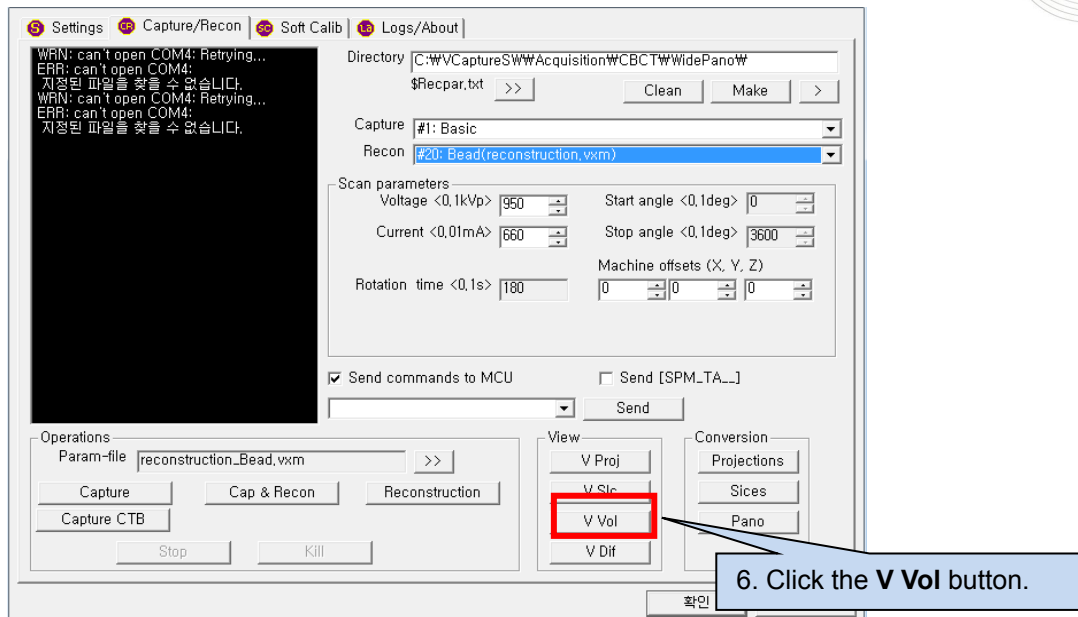 S Settings CR Capture/Recon SC Soft Calib La Logs/About
WRN: can't open COM4: Retrying,,,
ERR: can't open COM4:
지정된 파일을 찾을 수 없습니다,
WRN: can't open COM4: Retrying,,,
ERR: can't open COM4:
지정된 파일을 찾을 수 없습니다,
Directory C:₩VCaptureSW₩Acquisition₩CBCT₩WidePano₩
$Recpar,txt >> Clean Make >
Capture #1: Basic
Recon #20: Bead(reconstruction,vxm)
Scan parameters
Voltage <0,1kVp> 950 Start angle <0,1deg> 0
Current <0,01mA> 660 Stop angle <0,1deg> 3600
Machine offsets (X, Y, Z)
Rotation time <0,1s> 180 0 0 0
Send commands to MCU Send [SPM_TA__]
Send
Operations View Conversion
Param-file reconstruction_Bead,vxm >> V Proj Projections
Capture Cap & Recon Reconstruction V Slc Sices
Capture CTB V Vol Pano
Stop Kill V Dif
6. Click the V Vol button.
확인